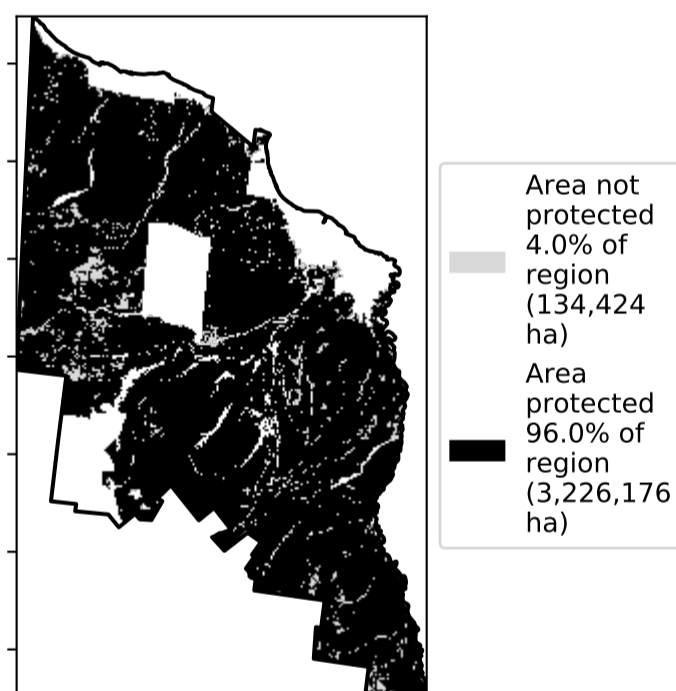 Area not
protected
4.0% of
region
(134,424
ha)
Area
protected
96.0% of
region
(3,226,176
ha)